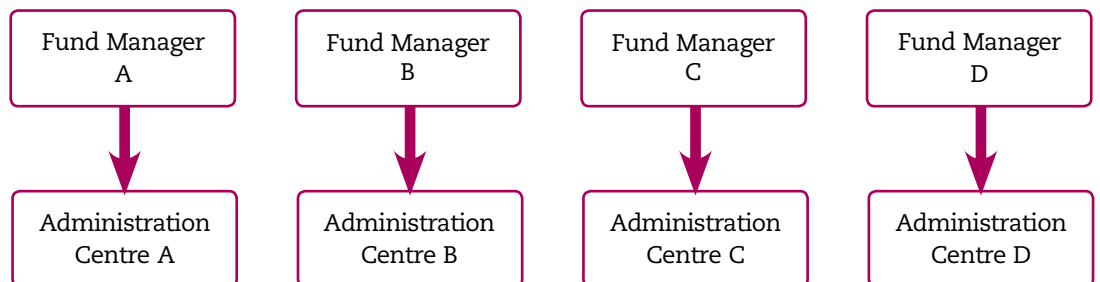 Fund Manager
A
Fund Manager
B
Fund Manager
C
Fund Manager
D
Administration
Centre A
Administration
Centre B
Administration
Centre C
Administration
Centre D